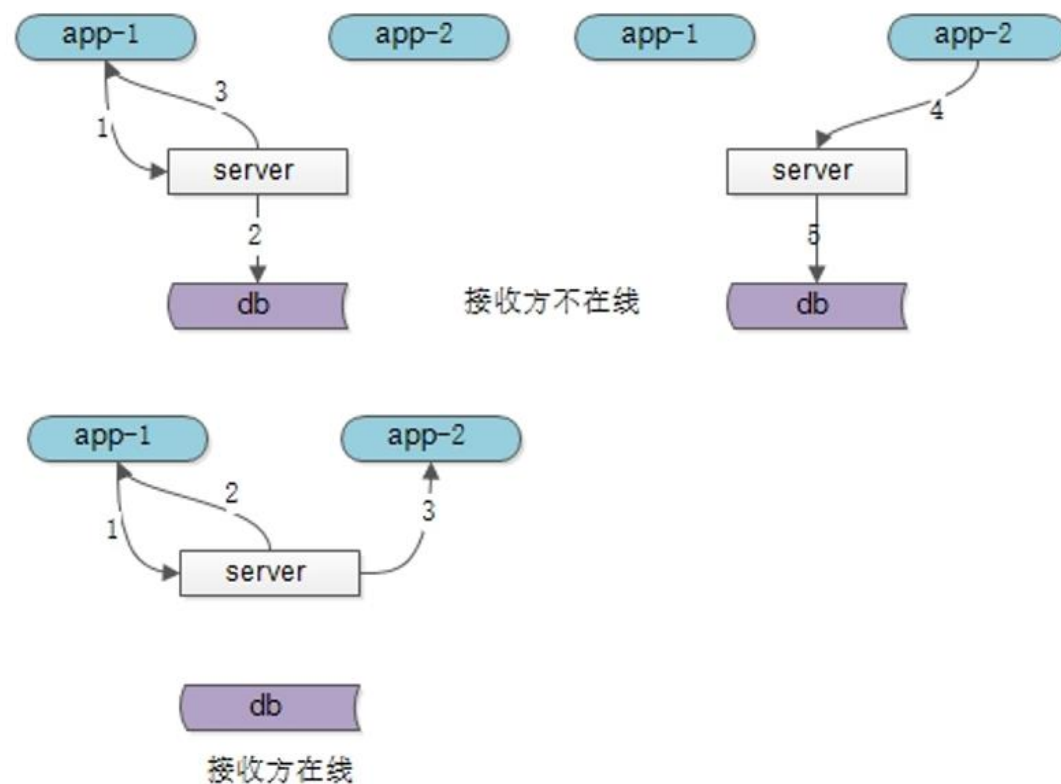 app-1
app-2
app-1
app-2
3
1
4
server
server
2
5
db
接收方不在线
db
app-1
app-2
2
1
3
server
db
接收方在线